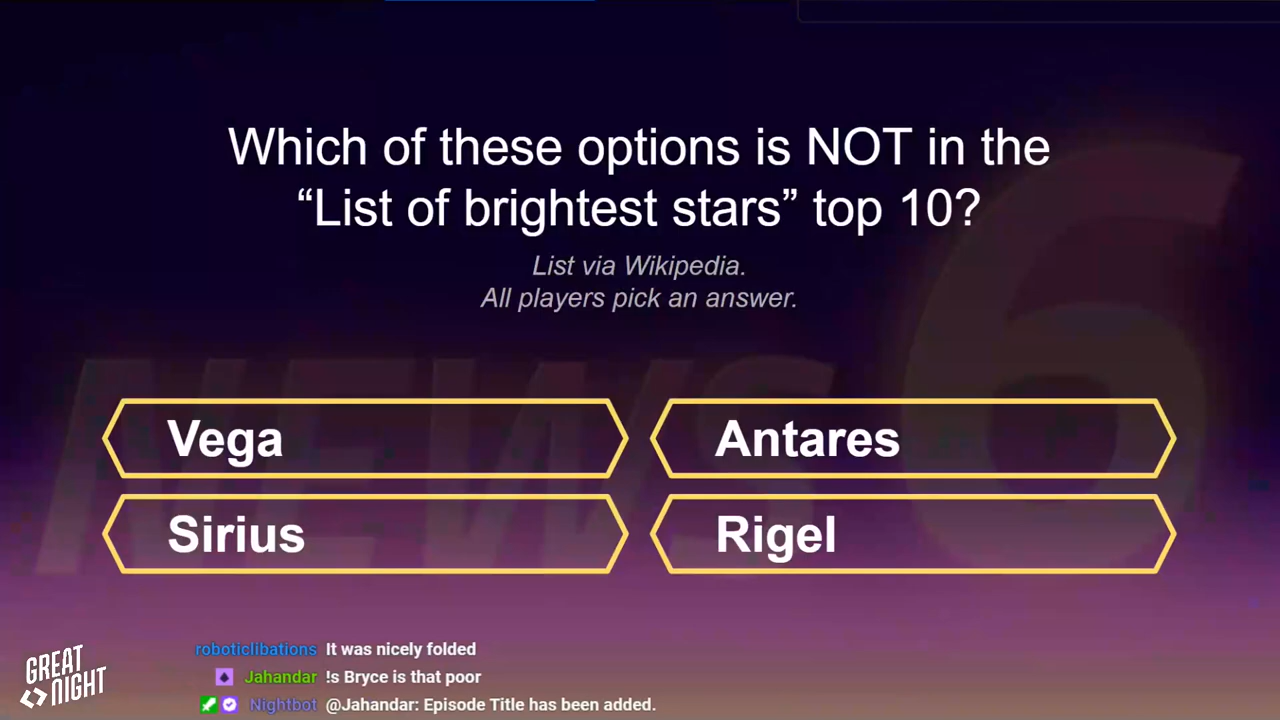 Which of these options is NOT in the
“List of brightest stars” top 10?
List via Wikipedia.
All players pick an answer.
NEWS 6
Vega
Antares
Sirius
Rigel
roboticlibations It was nicely folded
Jahandar !s Bryce is that poor
Nightbot @Jahandar: Episode Title has been added.
GREAT
NIGHT